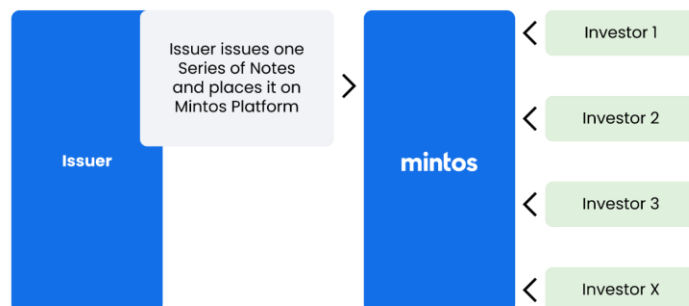 Issuer issues one
Series of Notes
and places it on
Mintos Platform
Issuer
mintos
Investor 1
Investor 2
Investor 3
Investor X